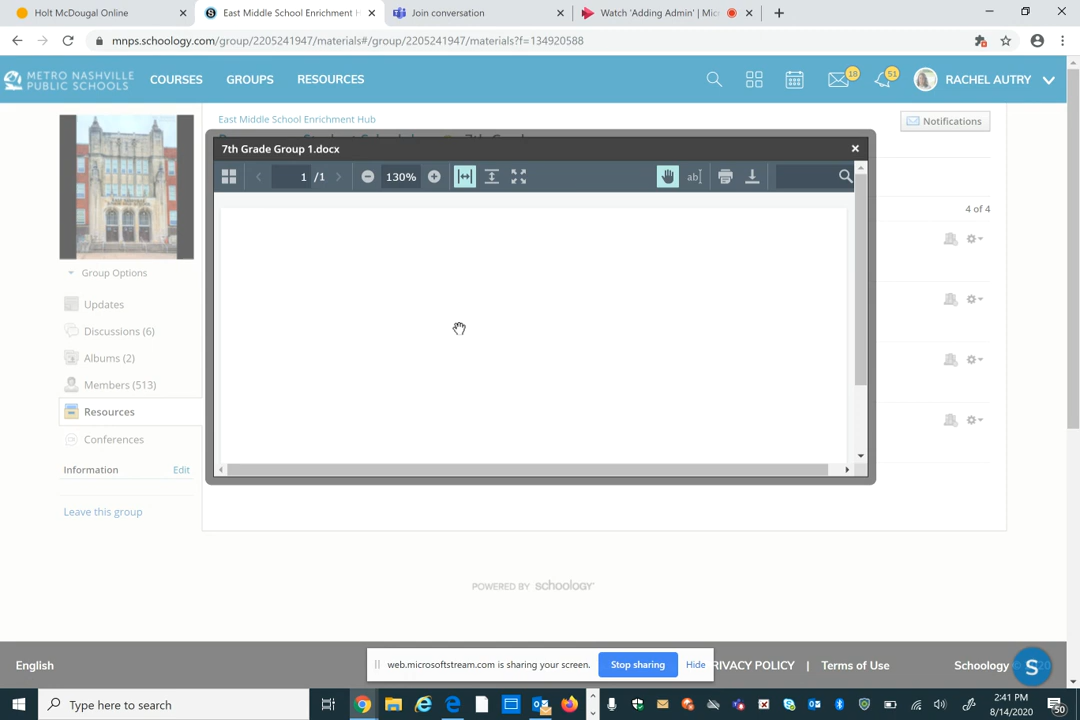 Holt McDougal Online
East Middle School Enrichment H
Join conversation
Watch 'Adding Admin' | Mic
mnps.schoology.com/group/2205241947/materials#/group/2205241947/materials?f=134920588
METRO NASHVILLE
PUBLIC SCHOOLS
COURSES
GROUPS
RESOURCES
18
51
RACHEL AUTRY
East Middle School Enrichment Hub
Notifications
7th Grade Group 1.docx
1 /1
130%
ab
4 of 4
Group Options
Updates
Discussions (6)
Albums (2)
Members (513)
Resources
Conferences
Information
Edit
Leave this group
POWERED BY schoology
English
web.microsoftstream.com is sharing your screen.
Stop sharing
Hide
RIVACY POLICY
Terms of Use
Schoology
S
Type here to search
2:41 PM
8/14/2020
50